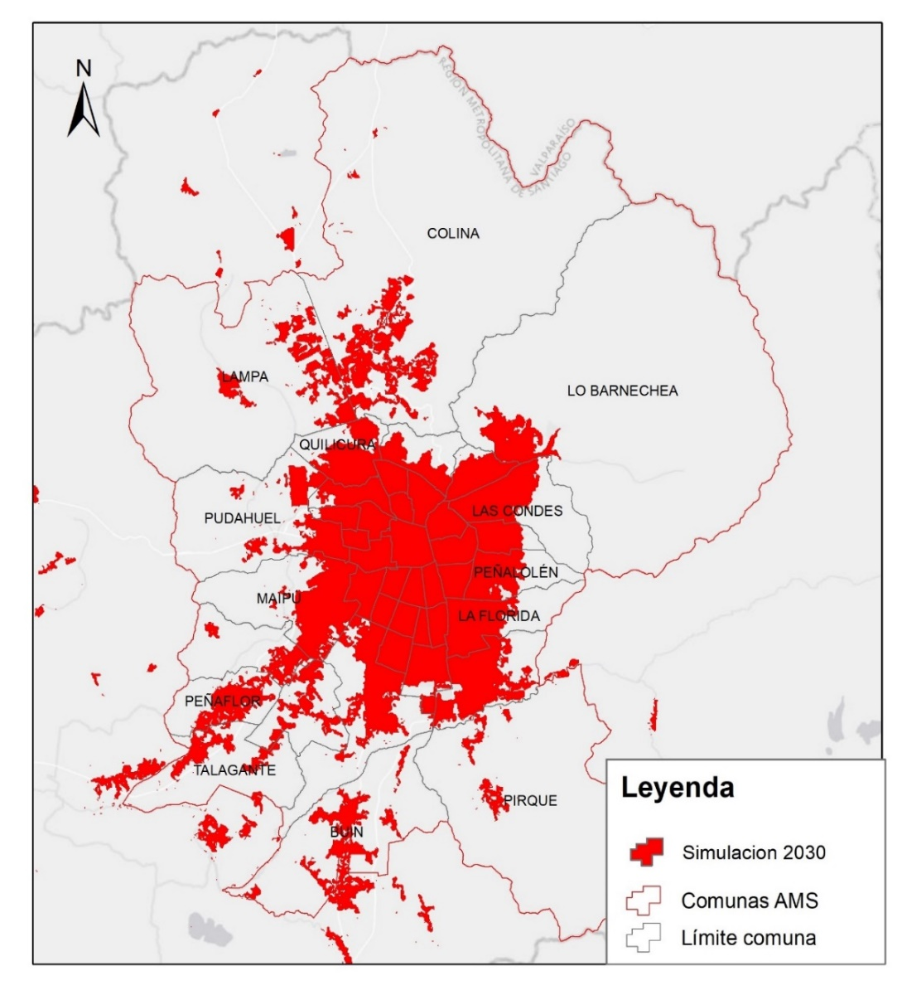 N
REGION METROPOLITANA DE SANTIAGO
VALPARAÍSO
COLINA
LAMPA
LO BARNECHEA
QUILICURA
LAS CONDES
PUDAHUEL
PEÑALOLÉN
MAIPÚ
LA FLORIDA
PEÑAFLOR
TALAGANTE
PIRQUE
BUIN
Leyenda
Simulacion 2030
Comunas AMS
Límite comuna